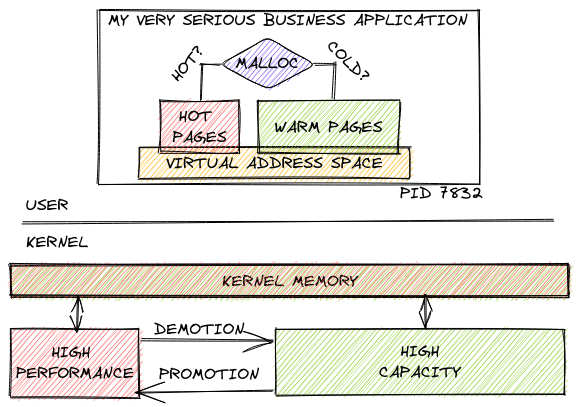 MY VERY SERIOUS BUSINESS APPLICATION
HOT?
MALLOC
COLD?
HOT
PAGES
WARM PAGES
VIRTUAL ADDRESS SPACE
PID 7832
USER
KERNEL
KERNEL MEMORY
DEMOTION
HIGH
PERFORMANCE
HIGH
CAPACITY
PROMOTION